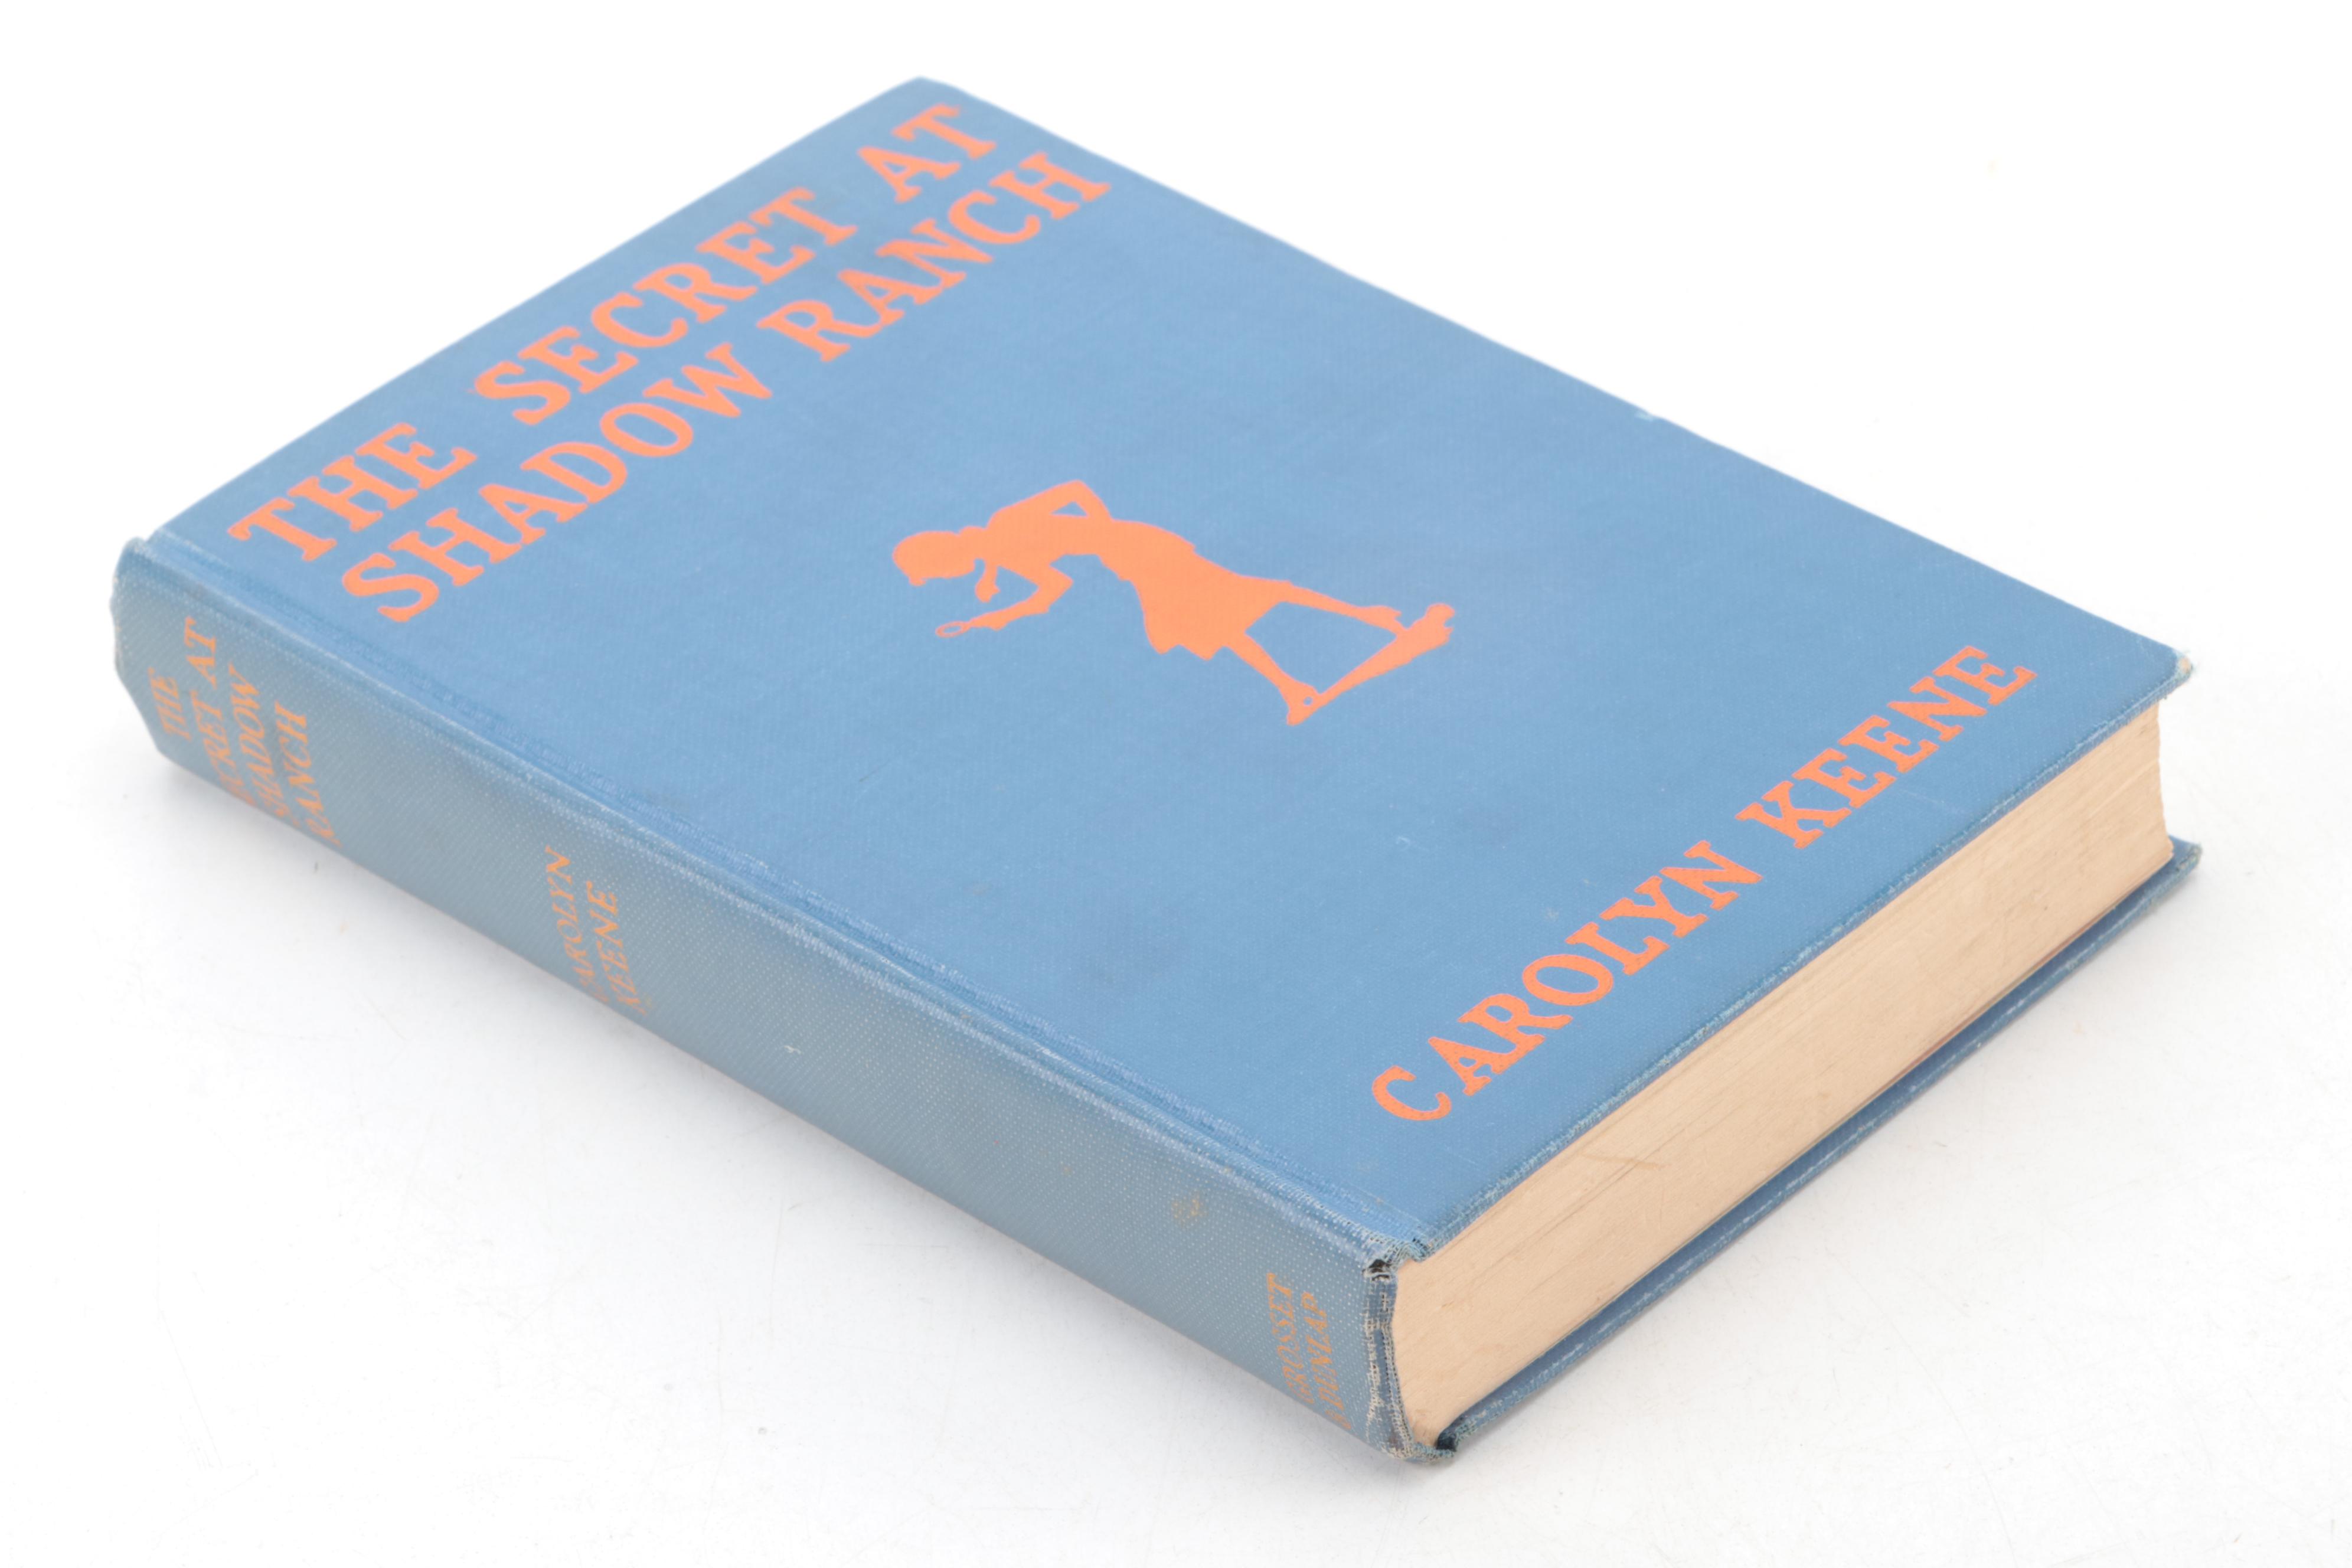 THE SECRET AT
SHADOW RANCH
CAROLYN KEENE
THE
SECRET AT
SHADOW
RANCH
CAROLYN
KEENE
GROSSET
& DUNLAP